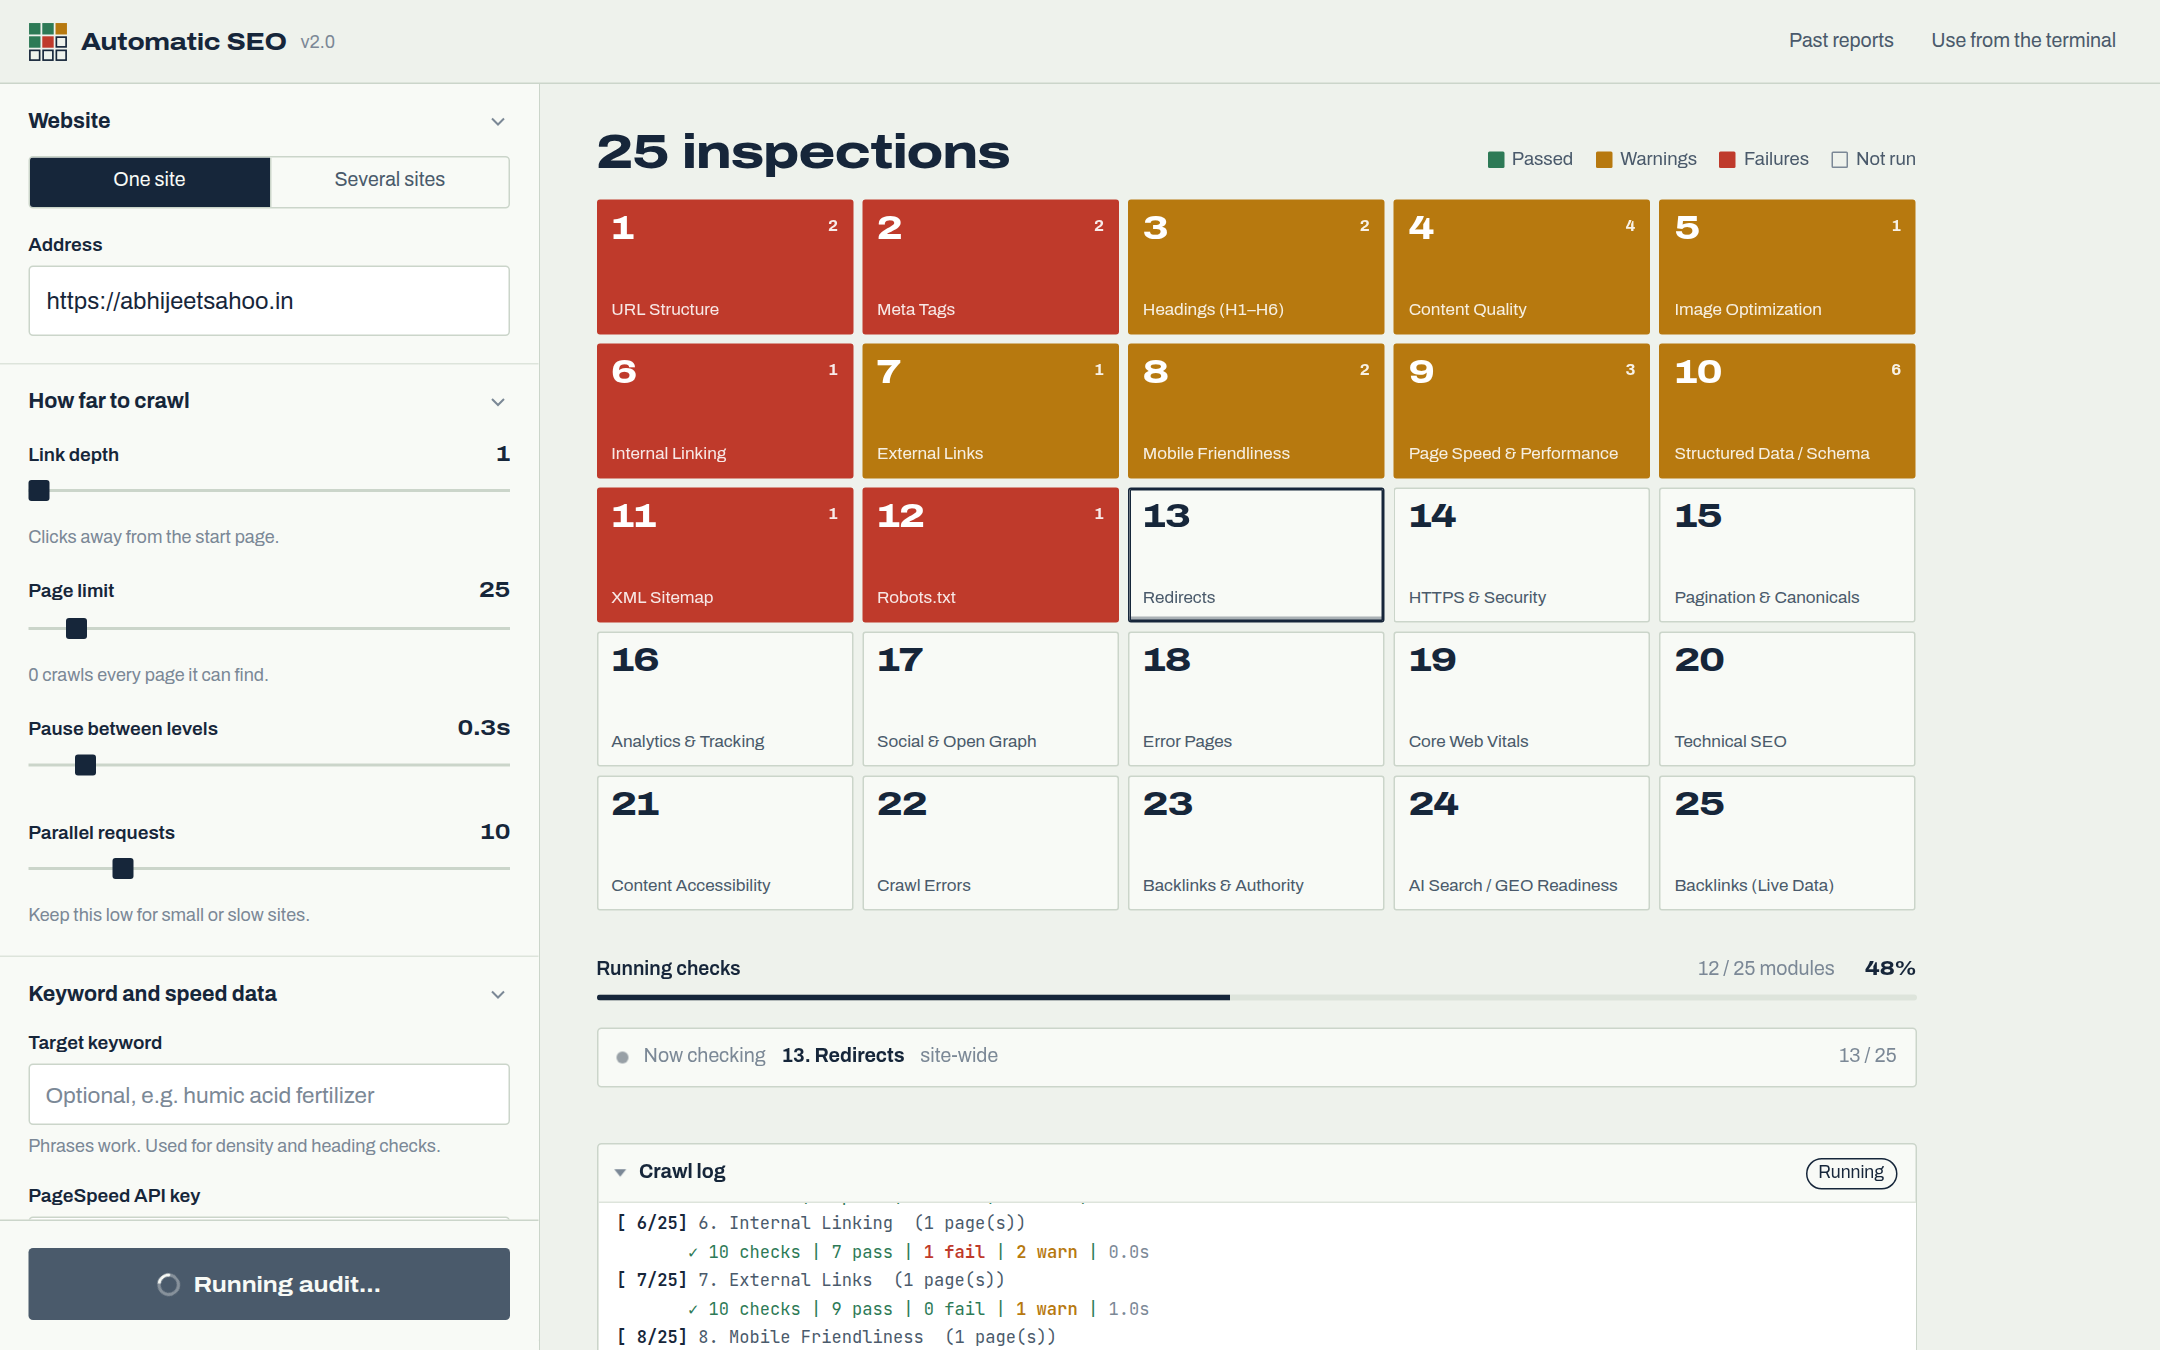 Automatic SEO v2.0
Past reports
Use from the terminal
Website
One site
Several sites
Address
https://abhijeetsahoo.in
How far to crawl
Link depth 1
Clicks away from the start page.
Page limit 25
0 crawls every page it can find.
Pause between levels 0.3s
Parallel requests 10
Keep this low for small or slow sites.
Keyword and speed data
Target keyword
Optional, e.g. humic acid fertilizer
Phrases work. Used for density and heading checks.
PageSpeed API key
Running audit...
25 inspections
Passed
Warnings
Failures
Not run
1 2
URL Structure
2 2
Meta Tags
3 2
Headings (H1–H6)
4 4
Content Quality
5 1
Image Optimization
6 1
Internal Linking
7 1
External Links
8 2
Mobile Friendliness
9 3
Page Speed & Performance
10 6
Structured Data / Schema
11 1
XML Sitemap
12 1
Robots.txt
13
Redirects
14
HTTPS & Security
15
Pagination & Canonicals
16
Analytics & Tracking
17
Social & Open Graph
18
Error Pages
19
Core Web Vitals
20
Technical SEO
21
Content Accessibility
22
Crawl Errors
23
Backlinks & Authority
24
AI Search / GEO Readiness
25
Backlinks (Live Data)
Running checks
12 / 25 modules 48%
Now checking 13. Redirects site-wide
13 / 25
Crawl log
Running
[ 6/25] 6. Internal Linking (1 page(s))
✓ 10 checks | 7 pass | 1 fail | 2 warn | 0.0s
[ 7/25] 7. External Links (1 page(s))
✓ 10 checks | 9 pass | 0 fail | 1 warn | 1.0s
[ 8/25] 8. Mobile Friendliness (1 page(s))